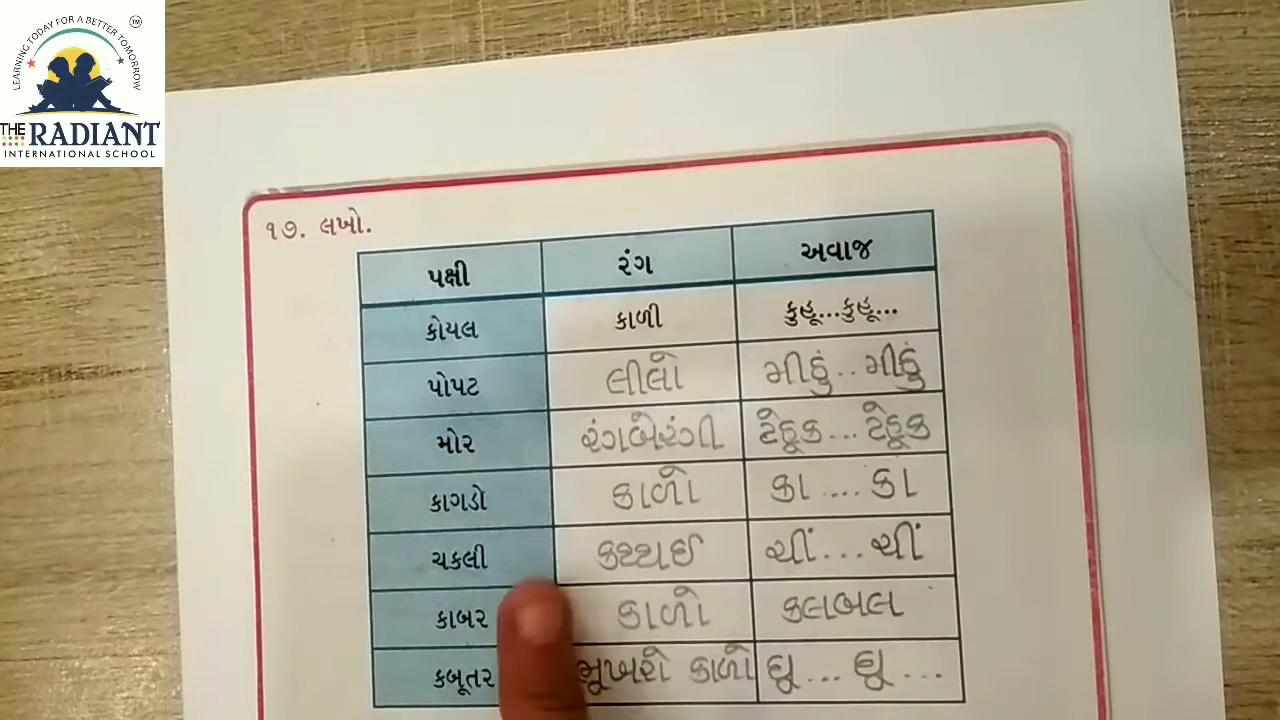 LEARNING TODAY FOR A BETTER TOMORROW
TM
THE RADIANT
INTERNATIONAL SCHOOL
૧૭. લખો.
પક્ષી રંગ અવાજ
કોયલ કાળી કુહૂ...કુહૂ...
પોપટ લીલો મીઠું..મીઠું
મોર રંગબેરંગી ટેહૂક...ટેહૂક
કાગડો કાળો કા....કા
ચકલી કથ્થઈ ચીં...ચીં
કાબર કાળો કલબલ
કબૂતર ભૂખરો કાળો ઘૂ...ઘૂ...